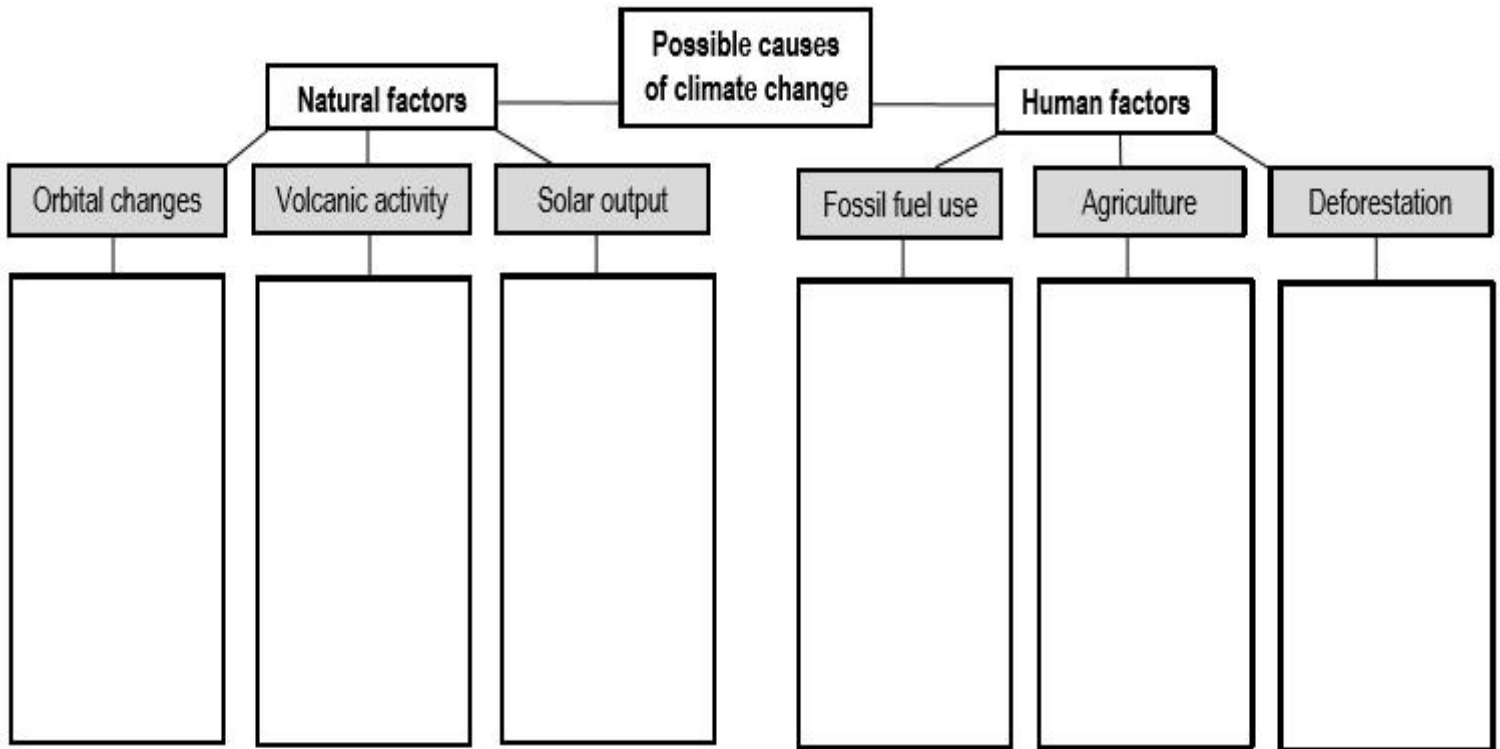 Possible causes
of climate change
Natural factors
Human factors
Orbital changes
Volcanic activity
Solar output
Fossil fuel use
Agriculture
Deforestation